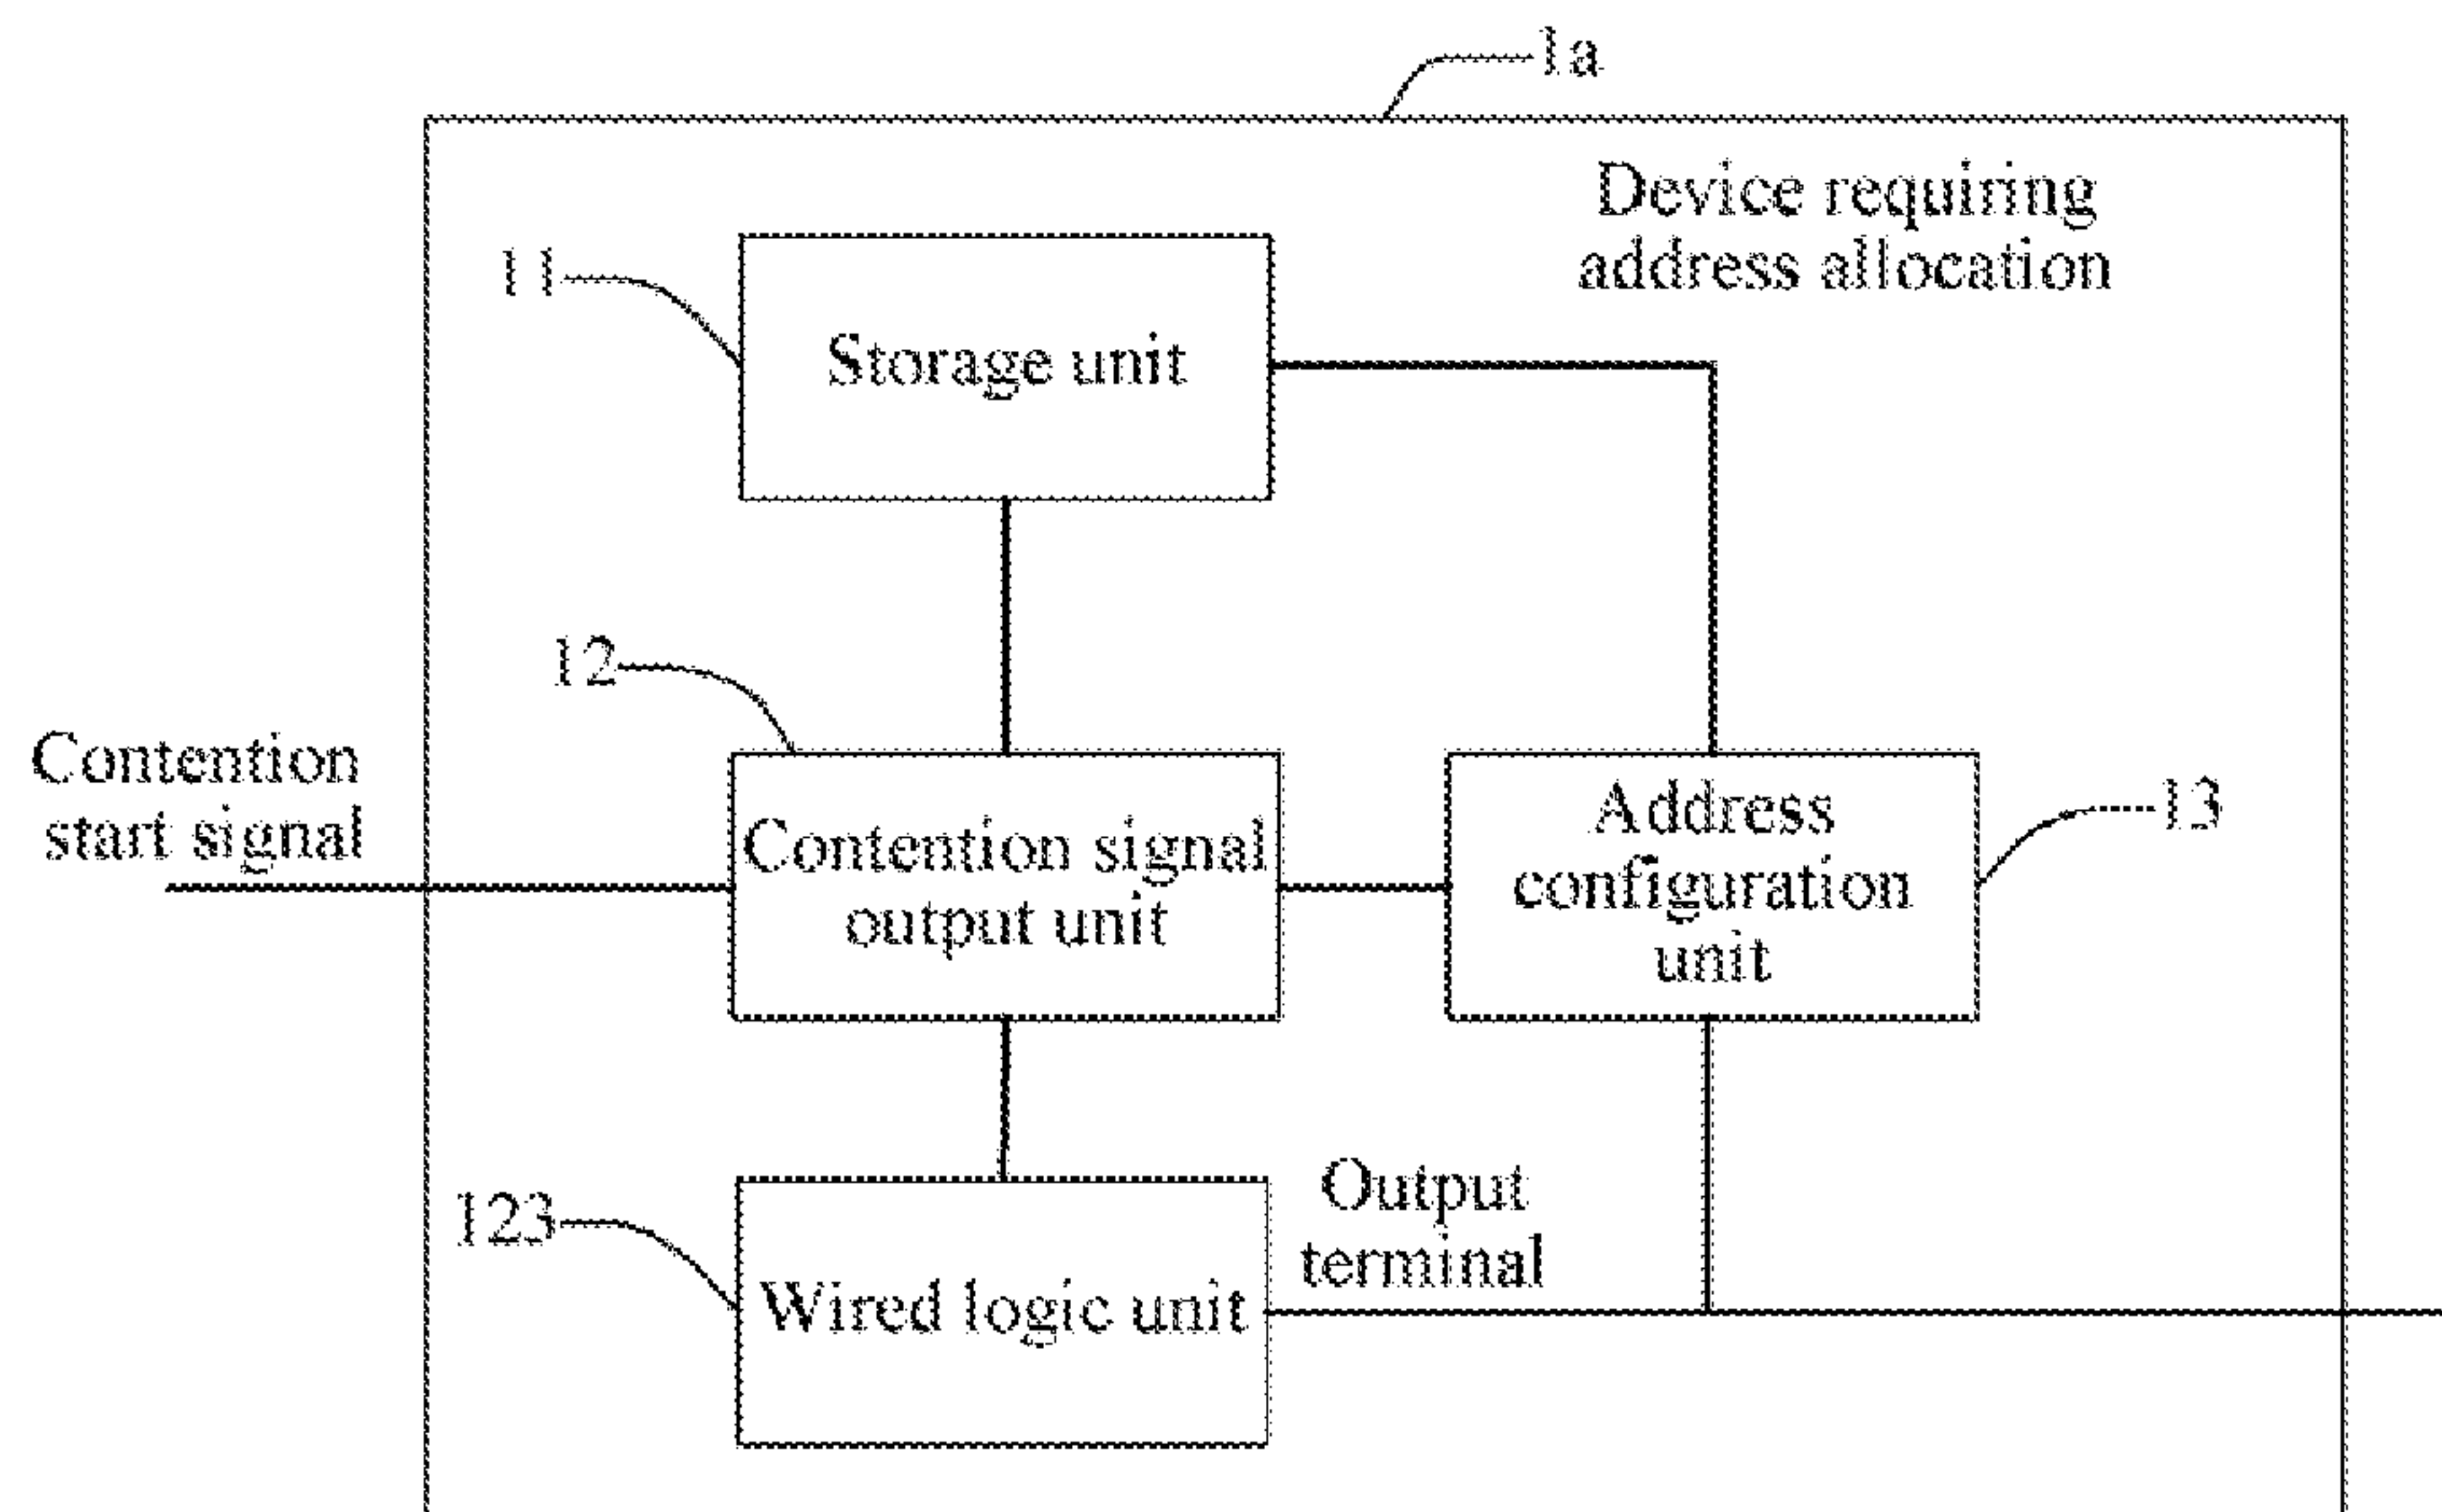 1a
Device requiring
address allocation
11
Storage unit
12
Contention
start signal
Contention signal
output unit
Address
configuration
unit
13
123
Wired logic unit
Output
terminal